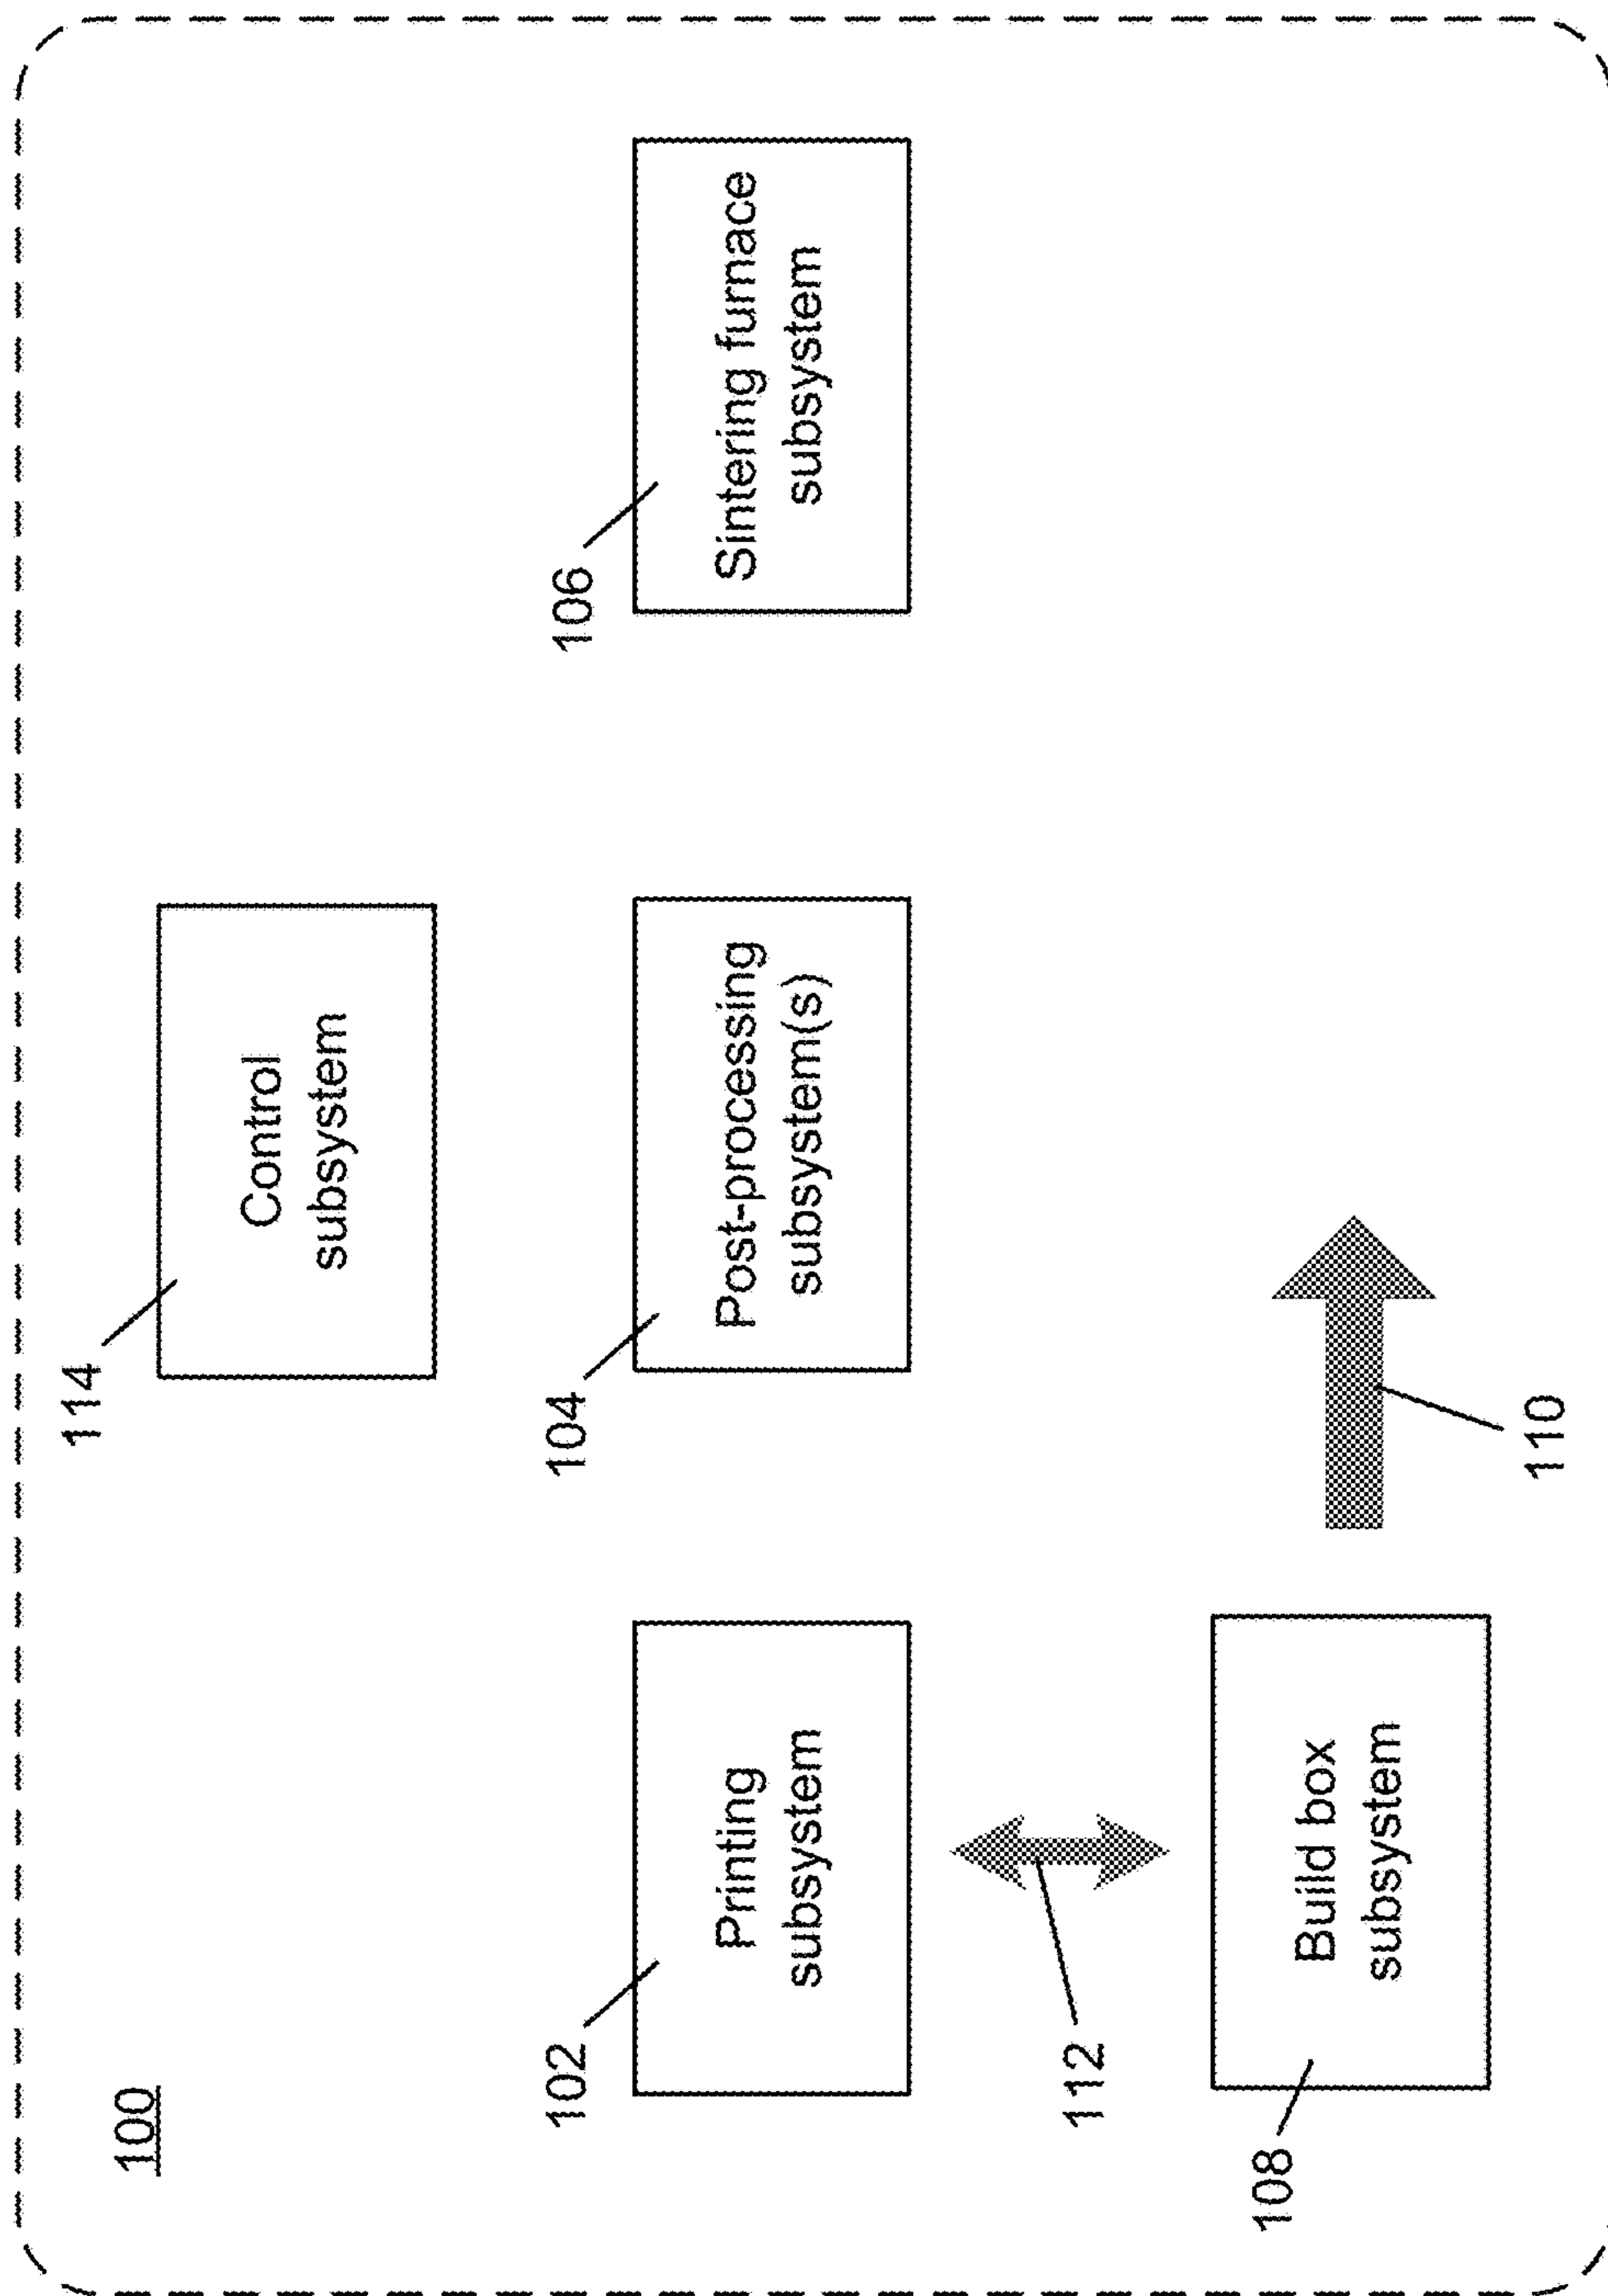 100
114
Control
subsystem
102
Printing
subsystem
104
Post-processing
subsystem(s)
106
Sintering furnace
subsystem
112
108
Build box
subsystem
110